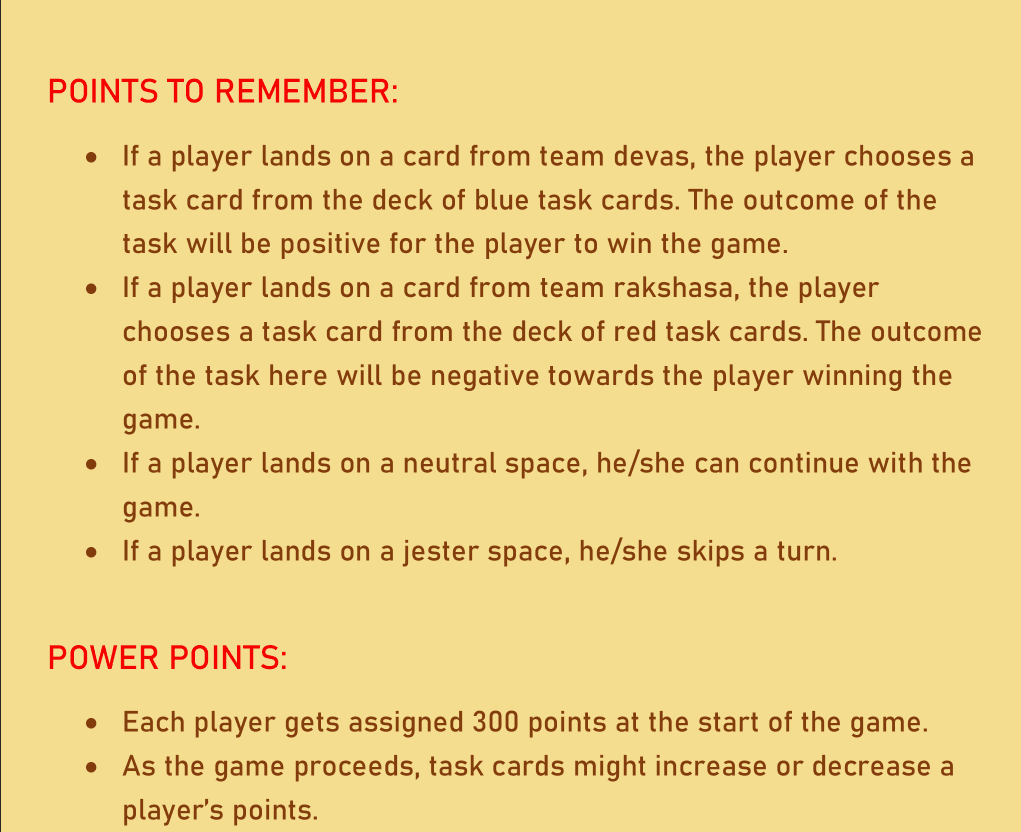 POINTS TO REMEMBER:
• If a player lands on a card from team devas, the player chooses a
task card from the deck of blue task cards. The outcome of the
task will be positive for the player to win the game.
• If a player lands on a card from team rakshasa, the player
chooses a task card from the deck of red task cards. The outcome
of the task here will be negative towards the player winning the
game.
• If a player lands on a neutral space, he/she can continue with the
game.
• If a player lands on a jester space, he/she skips a turn.
POWER POINTS:
• Each player gets assigned 300 points at the start of the game.
• As the game proceeds, task cards might increase or decrease a
player’s points.